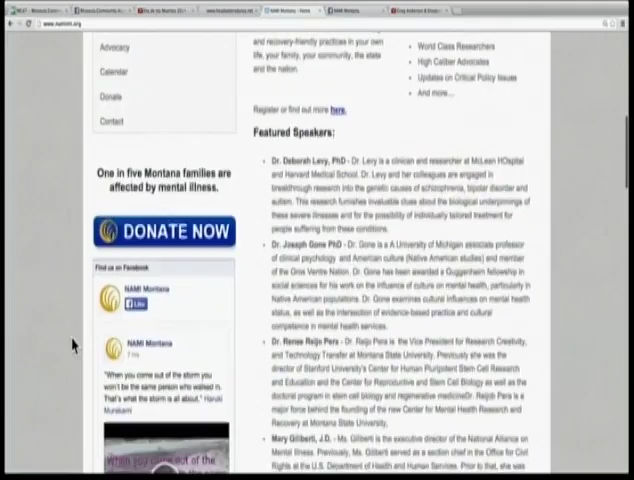 NAMI Montana - Home
www.namimt.org
Advocacy
Calendar
Donate
Contact
One in five Montana families are
affected by mental illness.
DONATE NOW
Find us on Facebook
NAMI Montana
Like
NAMI Montana
7 hrs
"When you come out of the storm you
won't be the same person who walked in.
That's what the storm is all about." Haruki
Murakami
When you come out of the
and recovery-friendly practices in your own
life, your family, your community, the state
and the nation.
World Class Researchers
High Caliber Advocates
Updates on Critical Policy Issues
And more...
Register or find out more here.
Featured Speakers:
Dr. Deborah Levy, PhD - Dr. Levy is a clinician and researcher at McLean HOspital
and Harvard Medical School. Dr. Levy and her colleagues are engaged in
breakthrough research into the genetic causes of schizophrenia, bipolar disorder and
autism. This research furnishes invaluable clues about the biological underpinnings of
these severe illnesses and for the possibility of individually tailored treatment for
people suffering from these conditions.
Dr. Joseph Gone PhD - Dr. Gone is a A University of Michigan associate professor
of clinical psychology and American culture (Native American studies) and member
of the Gros Ventre Nation. Dr. Gone has been awarded a Guggenheim fellowship in
social sciences for his work on the influence of culture on mental health, particularly in
Native American populations. Dr. Gone examines cultural influences on mental health
status, as well as the intersection of evidence-based practice and cultural
competence in mental health services.
Dr. Renee Reijo Pera - Dr. Reijo Pera is the Vice President for Research Creativity,
and Technology Transfer at Montana State University. Previously she was the
director of Stanford University's Center for Human Pluripotent Stem Cell Research
and Education and the Center for Reproductive and Stem Cell Biology as well as the
doctoral program in stem cell biology and regenerative medicineDr. Reijo Pera is a
major force behind the founding of the new Center for Mental Health Research and
Recovery at Montana State University,
Mary Giliberti, J.D. - Ms. Giliberti is the executive director of the National Alliance on
Mental Illness. Previously, Ms. Giliberti served as a section chief in the Office for Civil
Rights at the U.S. Department of Health and Human Services. Prior to that, she was